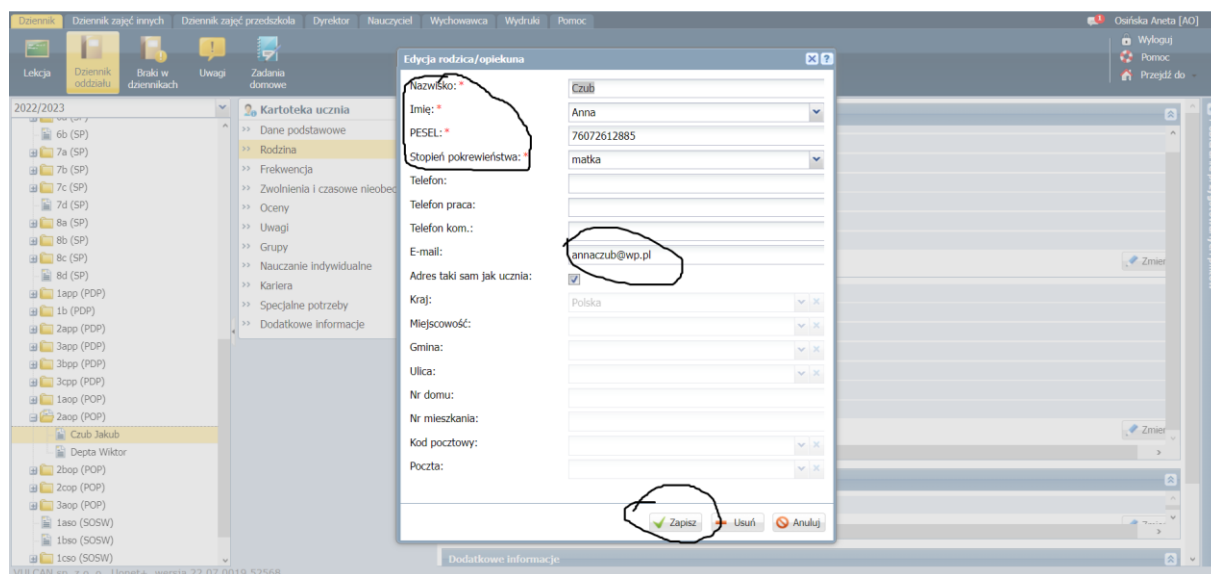 Dziennik Dziennik zajęć innych Dziennik zajęć przedszkola Dyrektor Nauczyciel Wychowawca Wydruki Pomoc Osińska Aneta [AO]
Wyloguj
Pomoc
Przejdź do
Lekcja Dziennik oddziału Braki w dziennikach Uwagi Zadania domowe
2022/2023
6b (SP)
7a (SP)
7b (SP)
7c (SP)
7d (SP)
8a (SP)
8b (SP)
8c (SP)
8d (SP)
1app (PDP)
1b (PDP)
2app (PDP)
3app (PDP)
3bpp (PDP)
3cpp (PDP)
1aop (POP)
2aop (POP)
Czub Jakub
Depta Wiktor
2bop (POP)
2cop (POP)
3aop (POP)
1aso (SOSW)
1bso (SOSW)
1cso (SOSW)
Kartoteka ucznia
Dane podstawowe
Rodzina
Frekwencja
Zwolnienia i czasowe nieobec
Oceny
Uwagi
Grupy
Nauczanie indywidualne
Kariera
Specjalne potrzeby
Dodatkowe informacje
Edycja rodzica/opiekuna
Nazwisko: * Czub
Imię: * Anna
PESEL: * 76072612885
Stopień pokrewieństwa: * matka
Telefon:
Telefon praca:
Telefon kom.:
E-mail: annaczub@wp.pl
Adres taki sam jak ucznia:
Kraj: Polska
Miejscowość:
Gmina:
Ulica:
Nr domu:
Nr mieszkania:
Kod pocztowy:
Poczta:
Zapisz Usuń Anuluj
Zmier
Zmier
Dodatkowe informacje